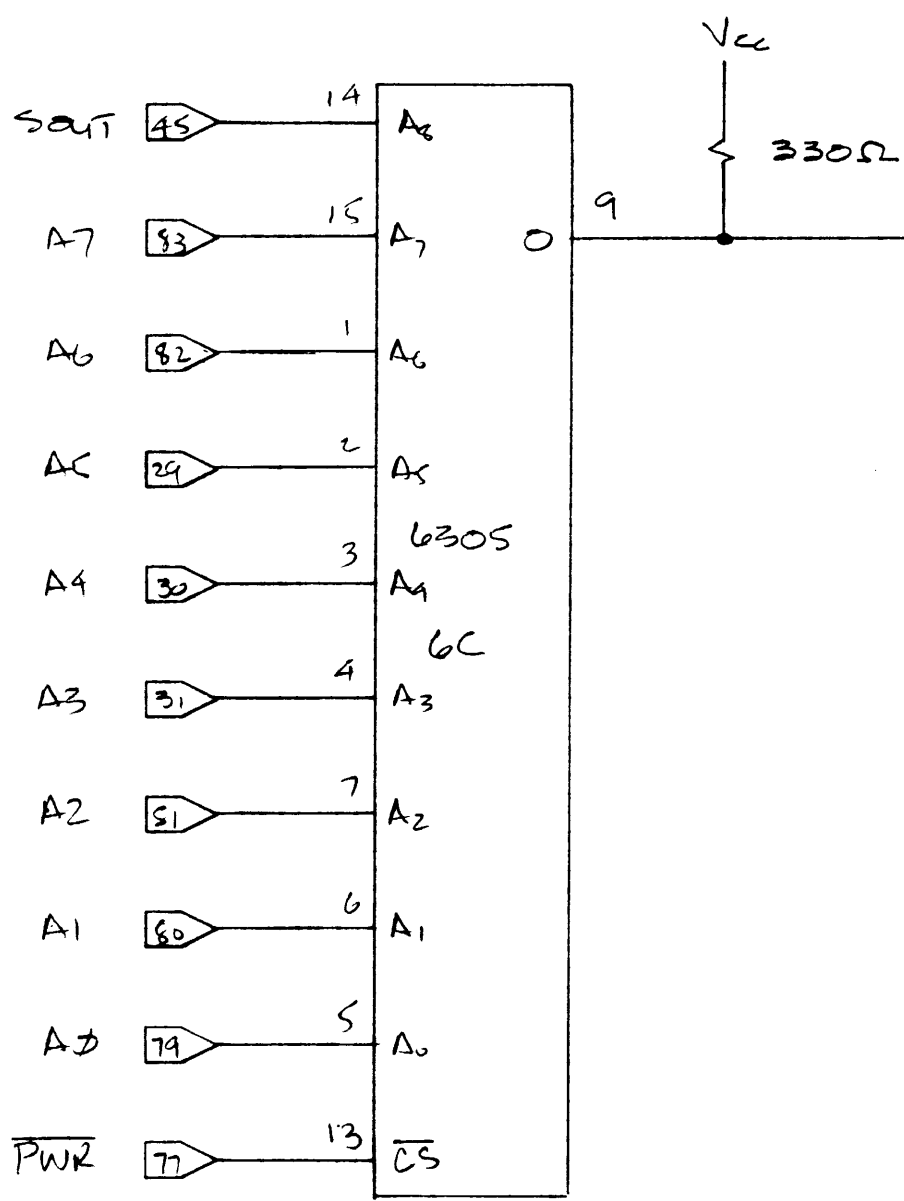 Vcc
330Ω
SOUT 45 14 A8
A7 83 15 A7 O 9
A6 82 1 A6
A5 29 2 A5
6305
A4 30 3 A4
6C
A3 31 4 A3
A2 81 7 A2
A1 80 6 A1
A0 79 5 A0
PWR 77 13 CS